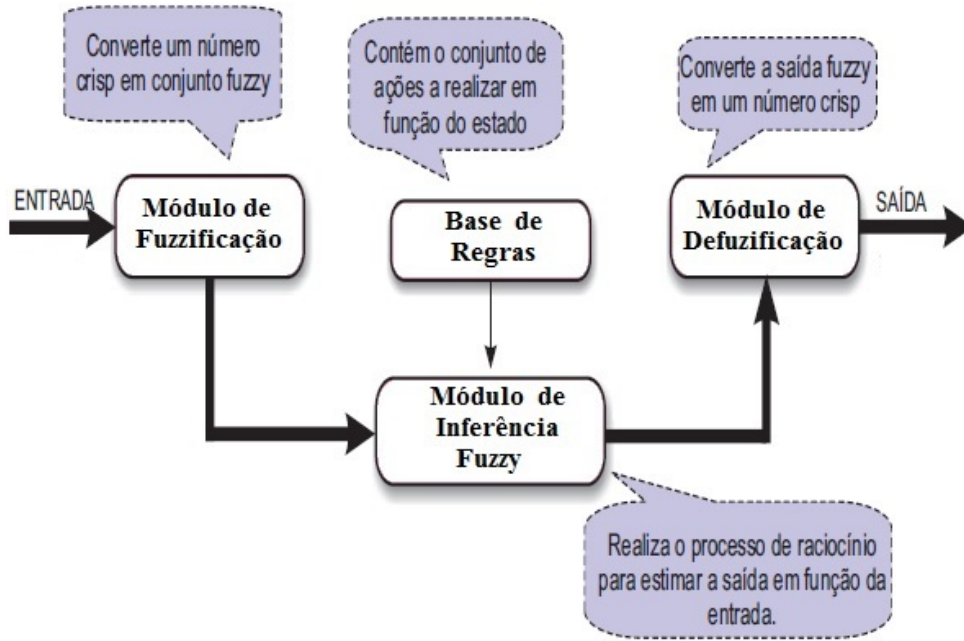 Converte um número
crisp em conjunto fuzzy
Contém o conjunto de
ações a realizar em
função do estado
Converte a saída fuzzy
em um número crisp
ENTRADA
Módulo de
Fuzzificação
Base de
Regras
Módulo de
Defuzificação
SAÍDA
Módulo de
Inferência
Fuzzy
Realiza o processo de raciocínio
para estimar a saída em função da
entrada.